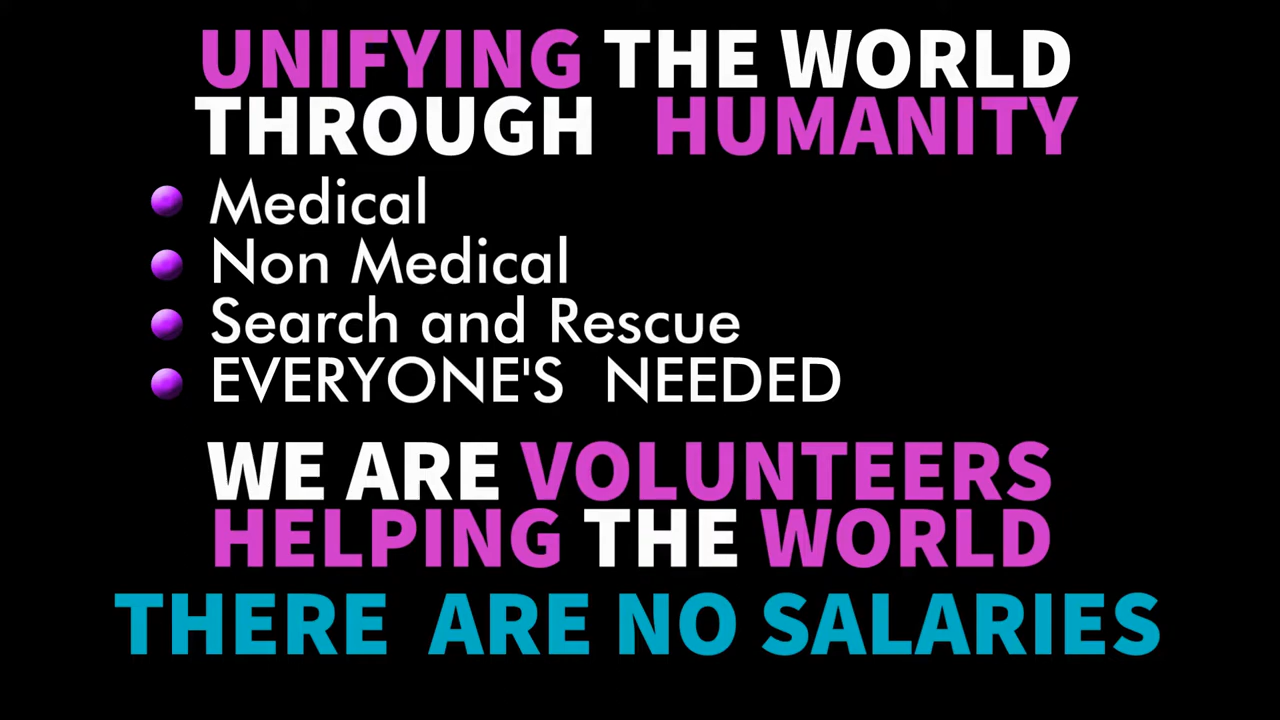 UNIFYING THE WORLD
THROUGH HUMANITY
Medical
Non Medical
Search and Rescue
EVERYONE'S NEEDED
WE ARE VOLUNTEERS
HELPING THE WORLD
THERE ARE NO SALARIES